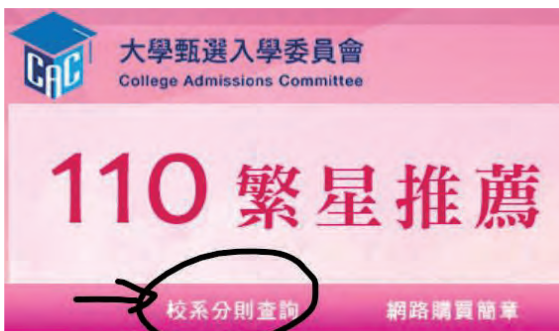 CAC
大學甄選入學委員會
College Admissions Committee
110 繁星推薦
校系分則查詢
網路購買簡章